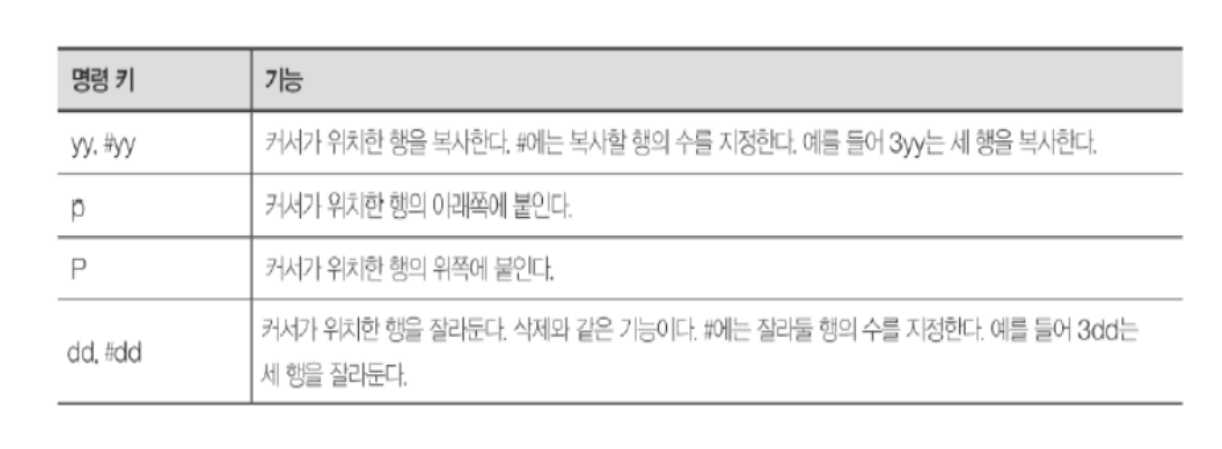 명령 키 기능
yy, #yy 커서가 위치한 행을 복사한다. #에는 복사할 행의 수를 지정한다. 예를 들어 3yy는 세 행을 복사한다.
p 커서가 위치한 행의 아래쪽에 붙인다.
P 커서가 위치한 행의 위쪽에 붙인다.
dd, #dd 커서가 위치한 행을 잘라둔다. 삭제와 같은 기능이다. #에는 잘라둘 행의 수를 지정한다. 예를 들어 3dd는
세 행을 잘라둔다.